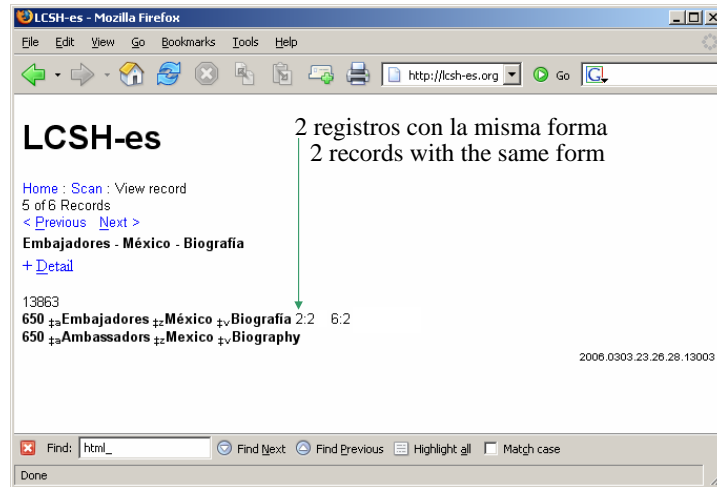 LCSH-es - Mozilla Firefox
File Edit View Go Bookmarks Tools Help
http://lcsh-es.org Go G
LCSH-es
2 registros con la misma forma
2 records with the same form
Home : Scan : View record
5 of 6 Records
< Previous Next >
Embajadores - México - Biografía
+ Detail
13863
650 ‡aEmbajadores ‡zMéxico ‡vBiografía 2:2 6:2
650 ‡aAmbassadors ‡zMexico ‡vBiography
2006.0303.23.26.28.13003
Find: html_ Find Next Find Previous Highlight all Match case
Done